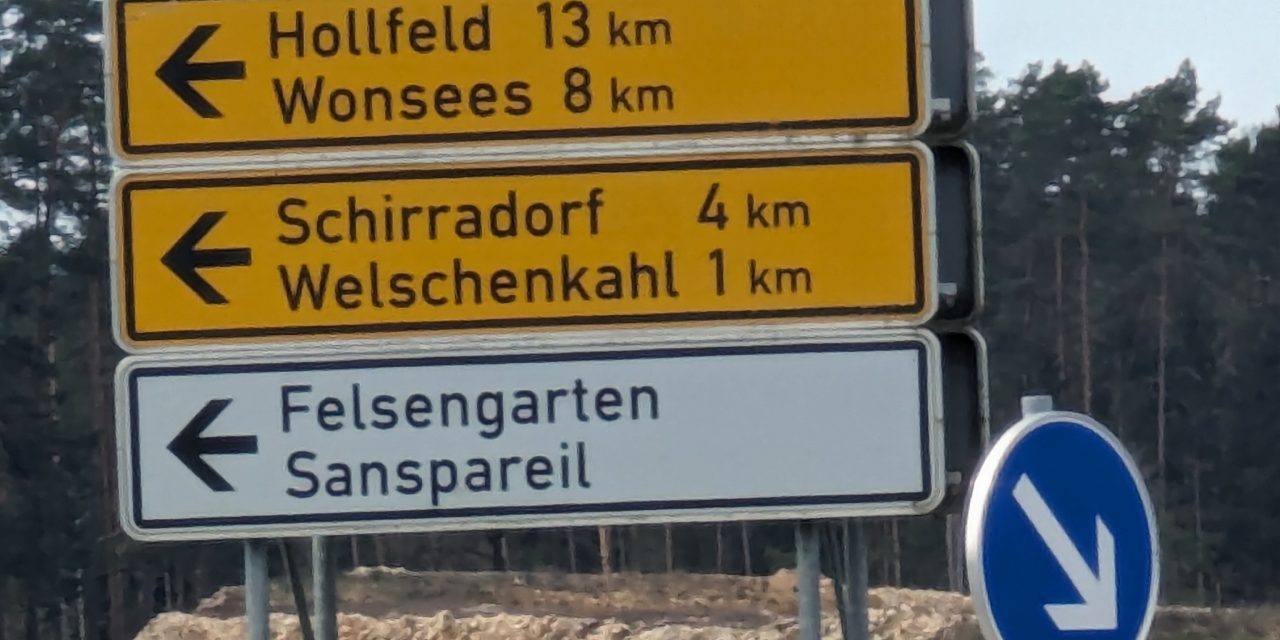 Hollfeld 13 km
Wonsees 8 km
Schirradorf 4 km
Welschenkahl 1 km
Felsengarten
Sanspareil